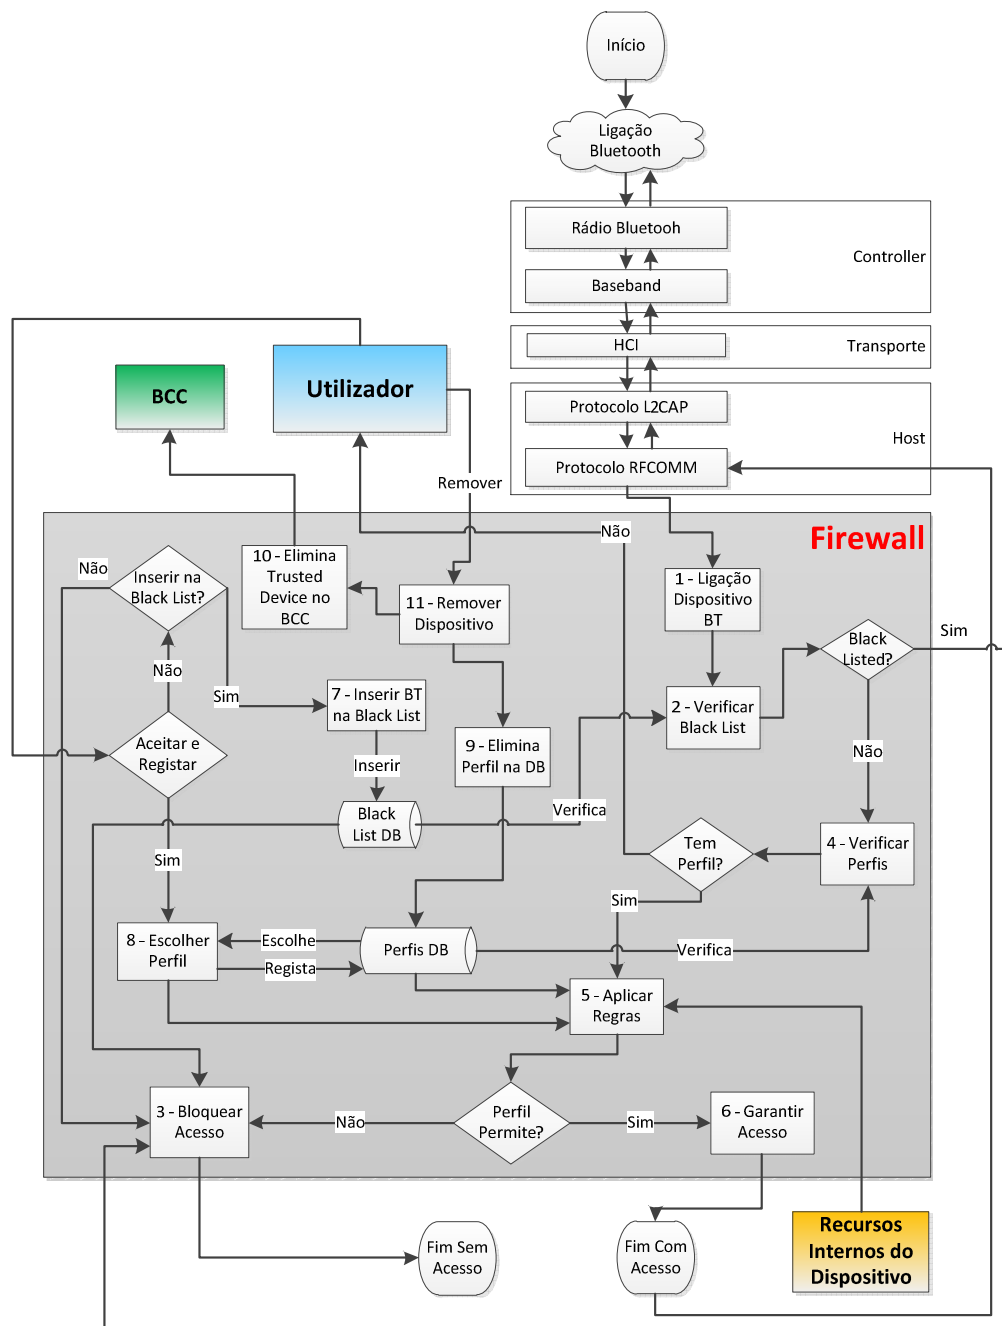 Início
Ligação
Bluetooth
Rádio Bluetooh
Controller
Baseband
HCI
Transporte
Protocolo L2CAP
Host
Protocolo RFCOMM
BCC
Utilizador
Remover
Firewall
Não
Não
Inserir na
Black List?
10 - Elimina
Trusted
Device no
BCC
11 - Remover
Dispositivo
1 - Ligação
Dispositivo
BT
Black
Listed?
Sim
Não
Sim
7 - Inserir BT
na Black List
2 - Verificar
Black List
Aceitar e
Registar
Inserir
9 - Elimina
Perfil na DB
Não
Black
List DB
Verifica
Tem
Perfil?
4 - Verificar
Perfis
Sim
Sim
8 - Escolher
Perfil
Escolhe
Regista
Perfis DB
Verifica
5 - Aplicar
Regras
3 - Bloquear
Acesso
Não
Perfil
Permite?
Sim
6 - Garantir
Acesso
Fim Sem
Acesso
Fim Com
Acesso
Recursos
Internos do
Dispositivo